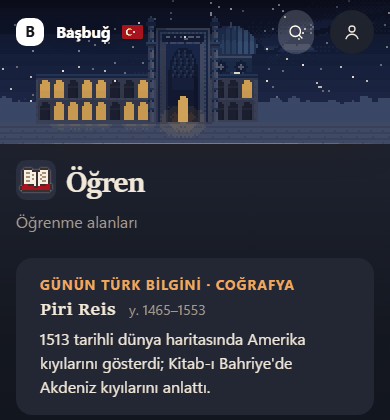 B Başbuğ
Öğren
Öğrenme alanları
GÜNÜN TÜRK BİLGİNİ · COĞRAFYA
Piri Reis y. 1465–1553
1513 tarihli dünya haritasında Amerika
kıyılarını gösterdi; Kitab-ı Bahriye'de
Akdeniz kıyılarını anlattı.